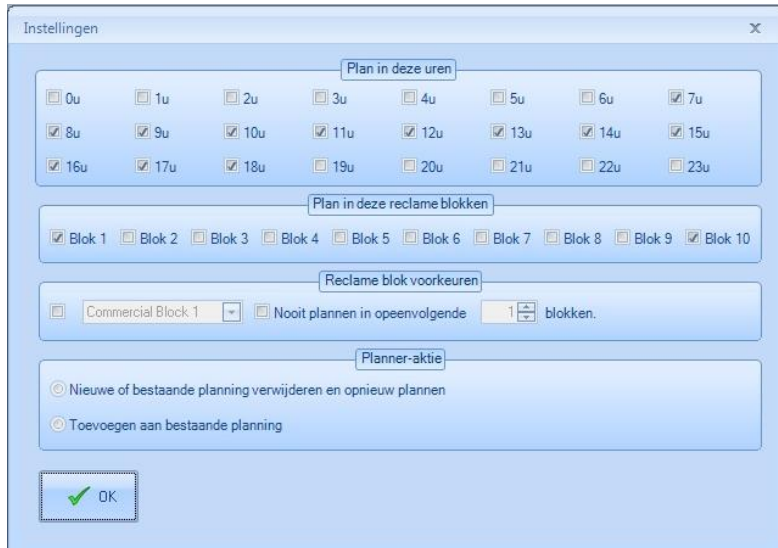 Instellingen x
Plan in deze uren
0u 1u 2u 3u 4u 5u 6u 7u
8u 9u 10u 11u 12u 13u 14u 15u
16u 17u 18u 19u 20u 21u 22u 23u
Plan in deze reclame blokken
Blok 1 Blok 2 Blok 3 Blok 4 Blok 5 Blok 6 Blok 7 Blok 8 Blok 9 Blok 10
Reclame blok voorkeuren
Commercial Block 1 Nooit plannen in opeenvolgende 1 blokken.
Planner-aktie
Nieuwe of bestaande planning verwijderen en opnieuw plannen
Toevoegen aan bestaande planning
OK